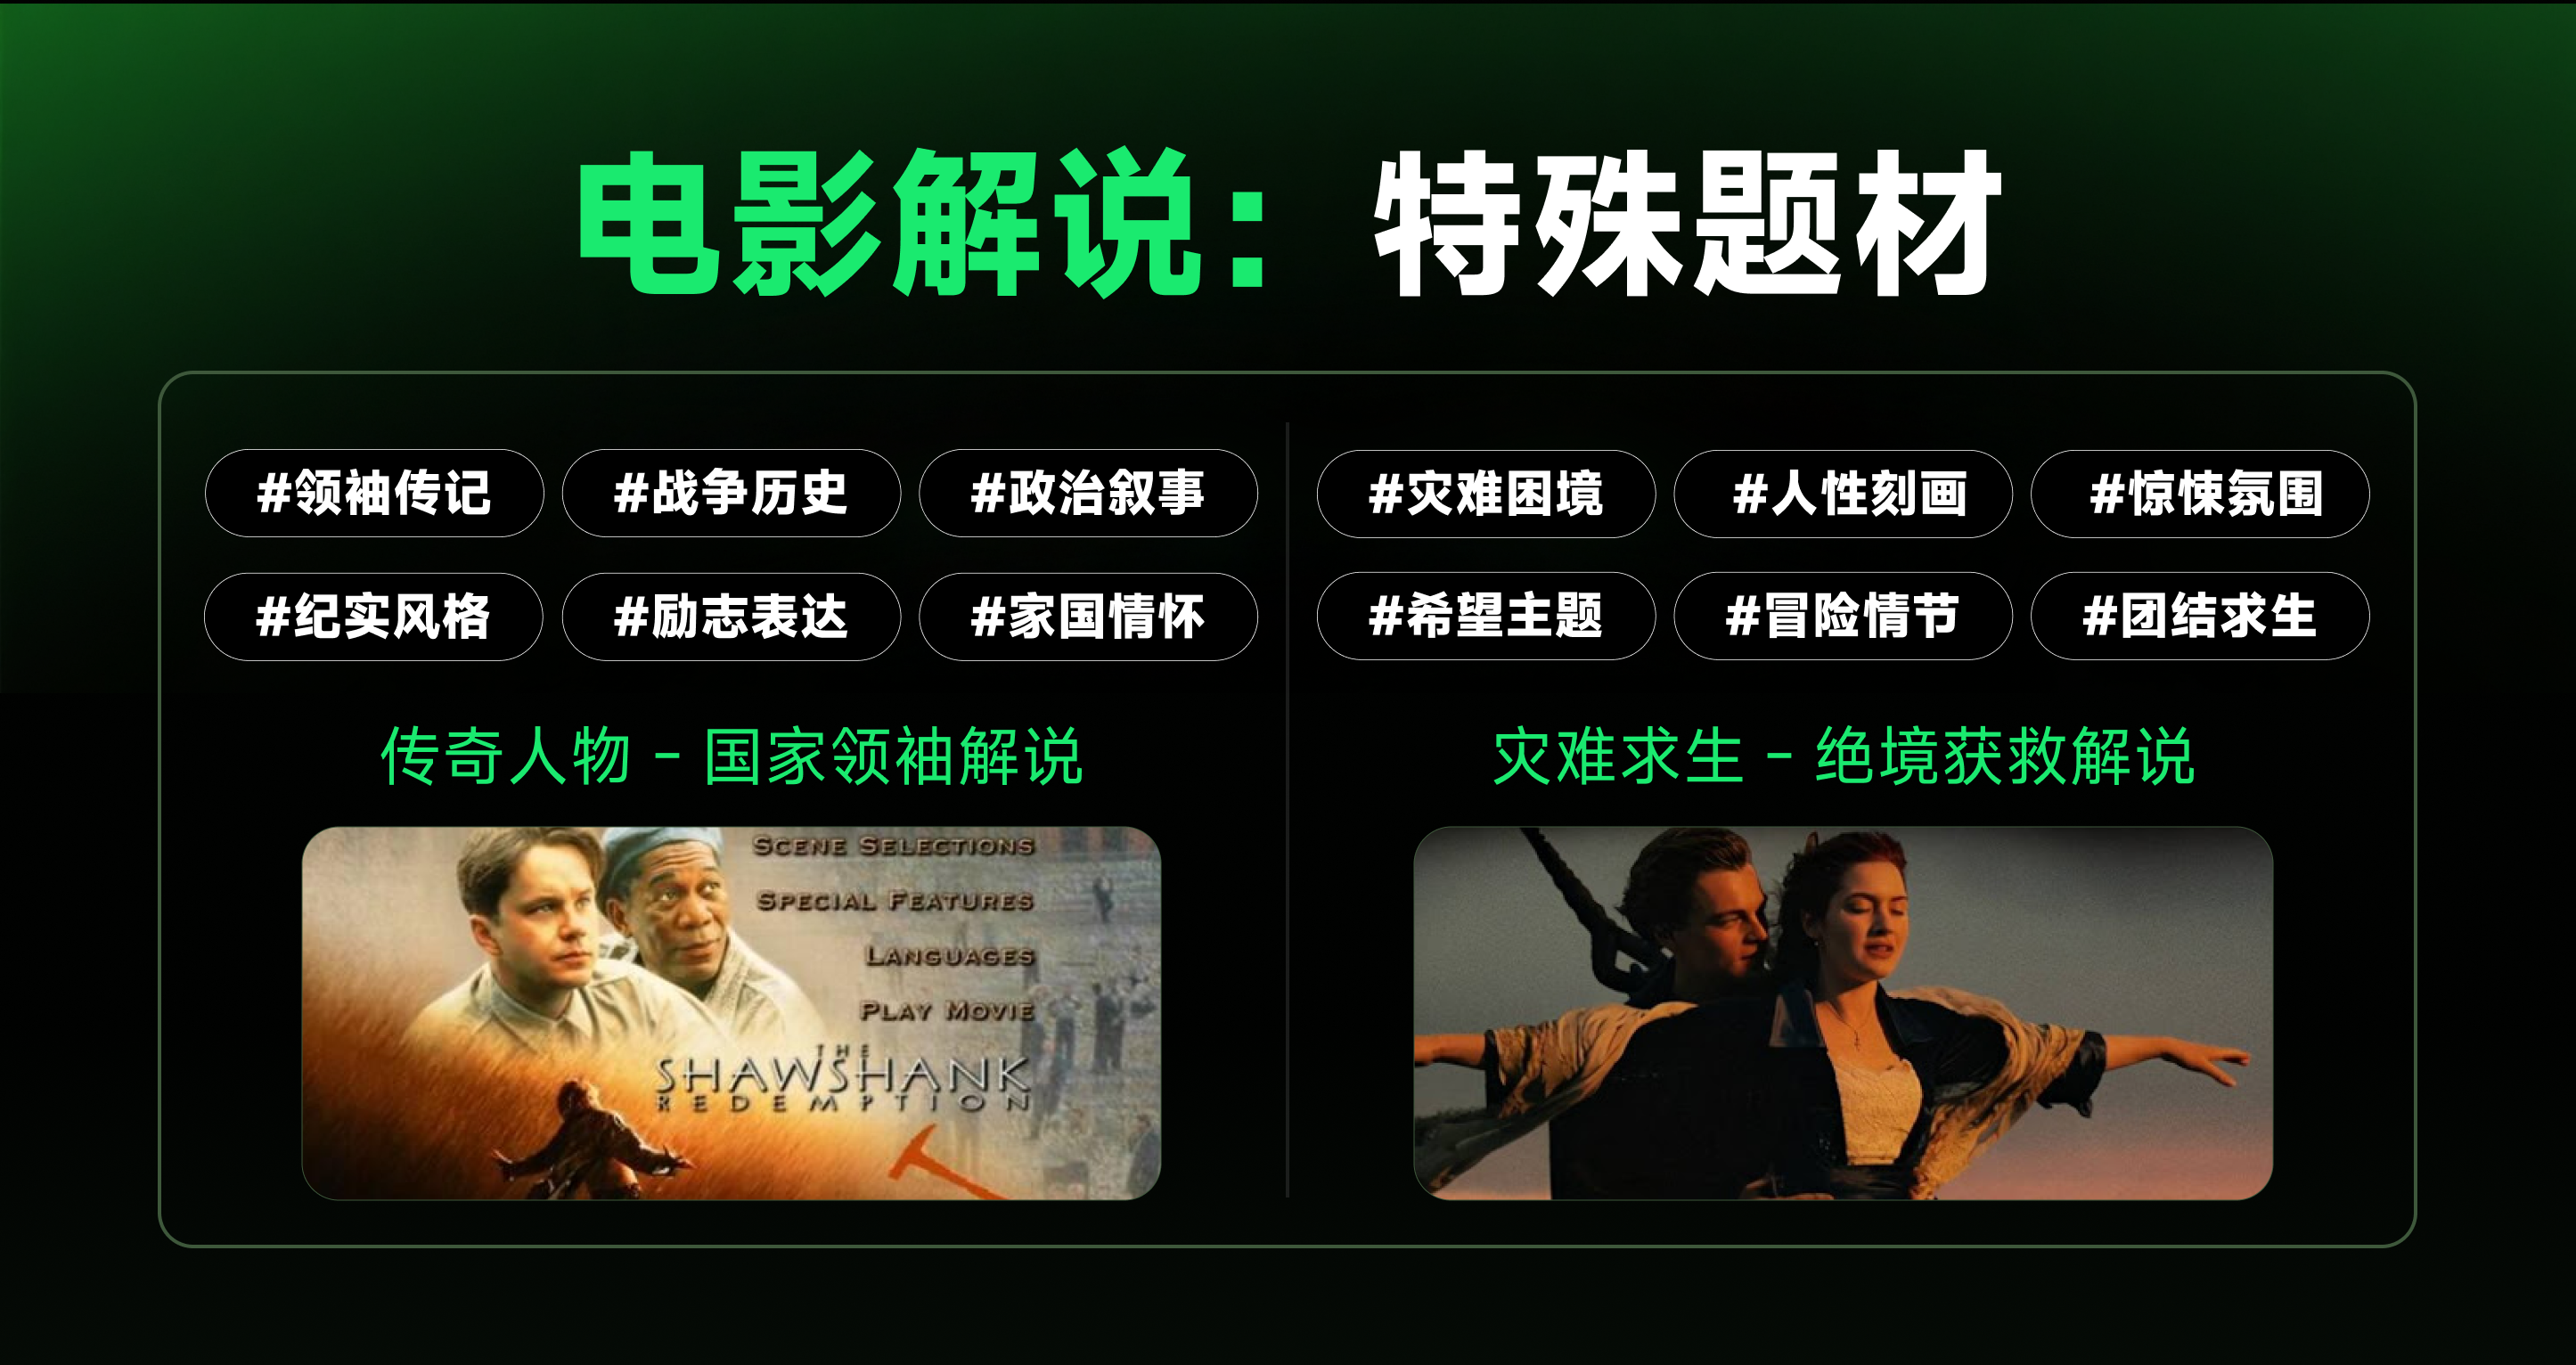 电影解说：特殊题材
#领袖传记 #战争历史 #政治叙事
#纪实风格 #励志表达 #家国情怀
传奇人物 - 国家领袖解说
SCENE SELECTIONS
SPECIAL FEATURES
LANGUAGES
PLAY MOVIE
THE
SHAWSHANK
REDEMPTION
#灾难困境 #人性刻画 #惊悚氛围
#希望主题 #冒险情节 #团结求生
灾难求生 - 绝境获救解说